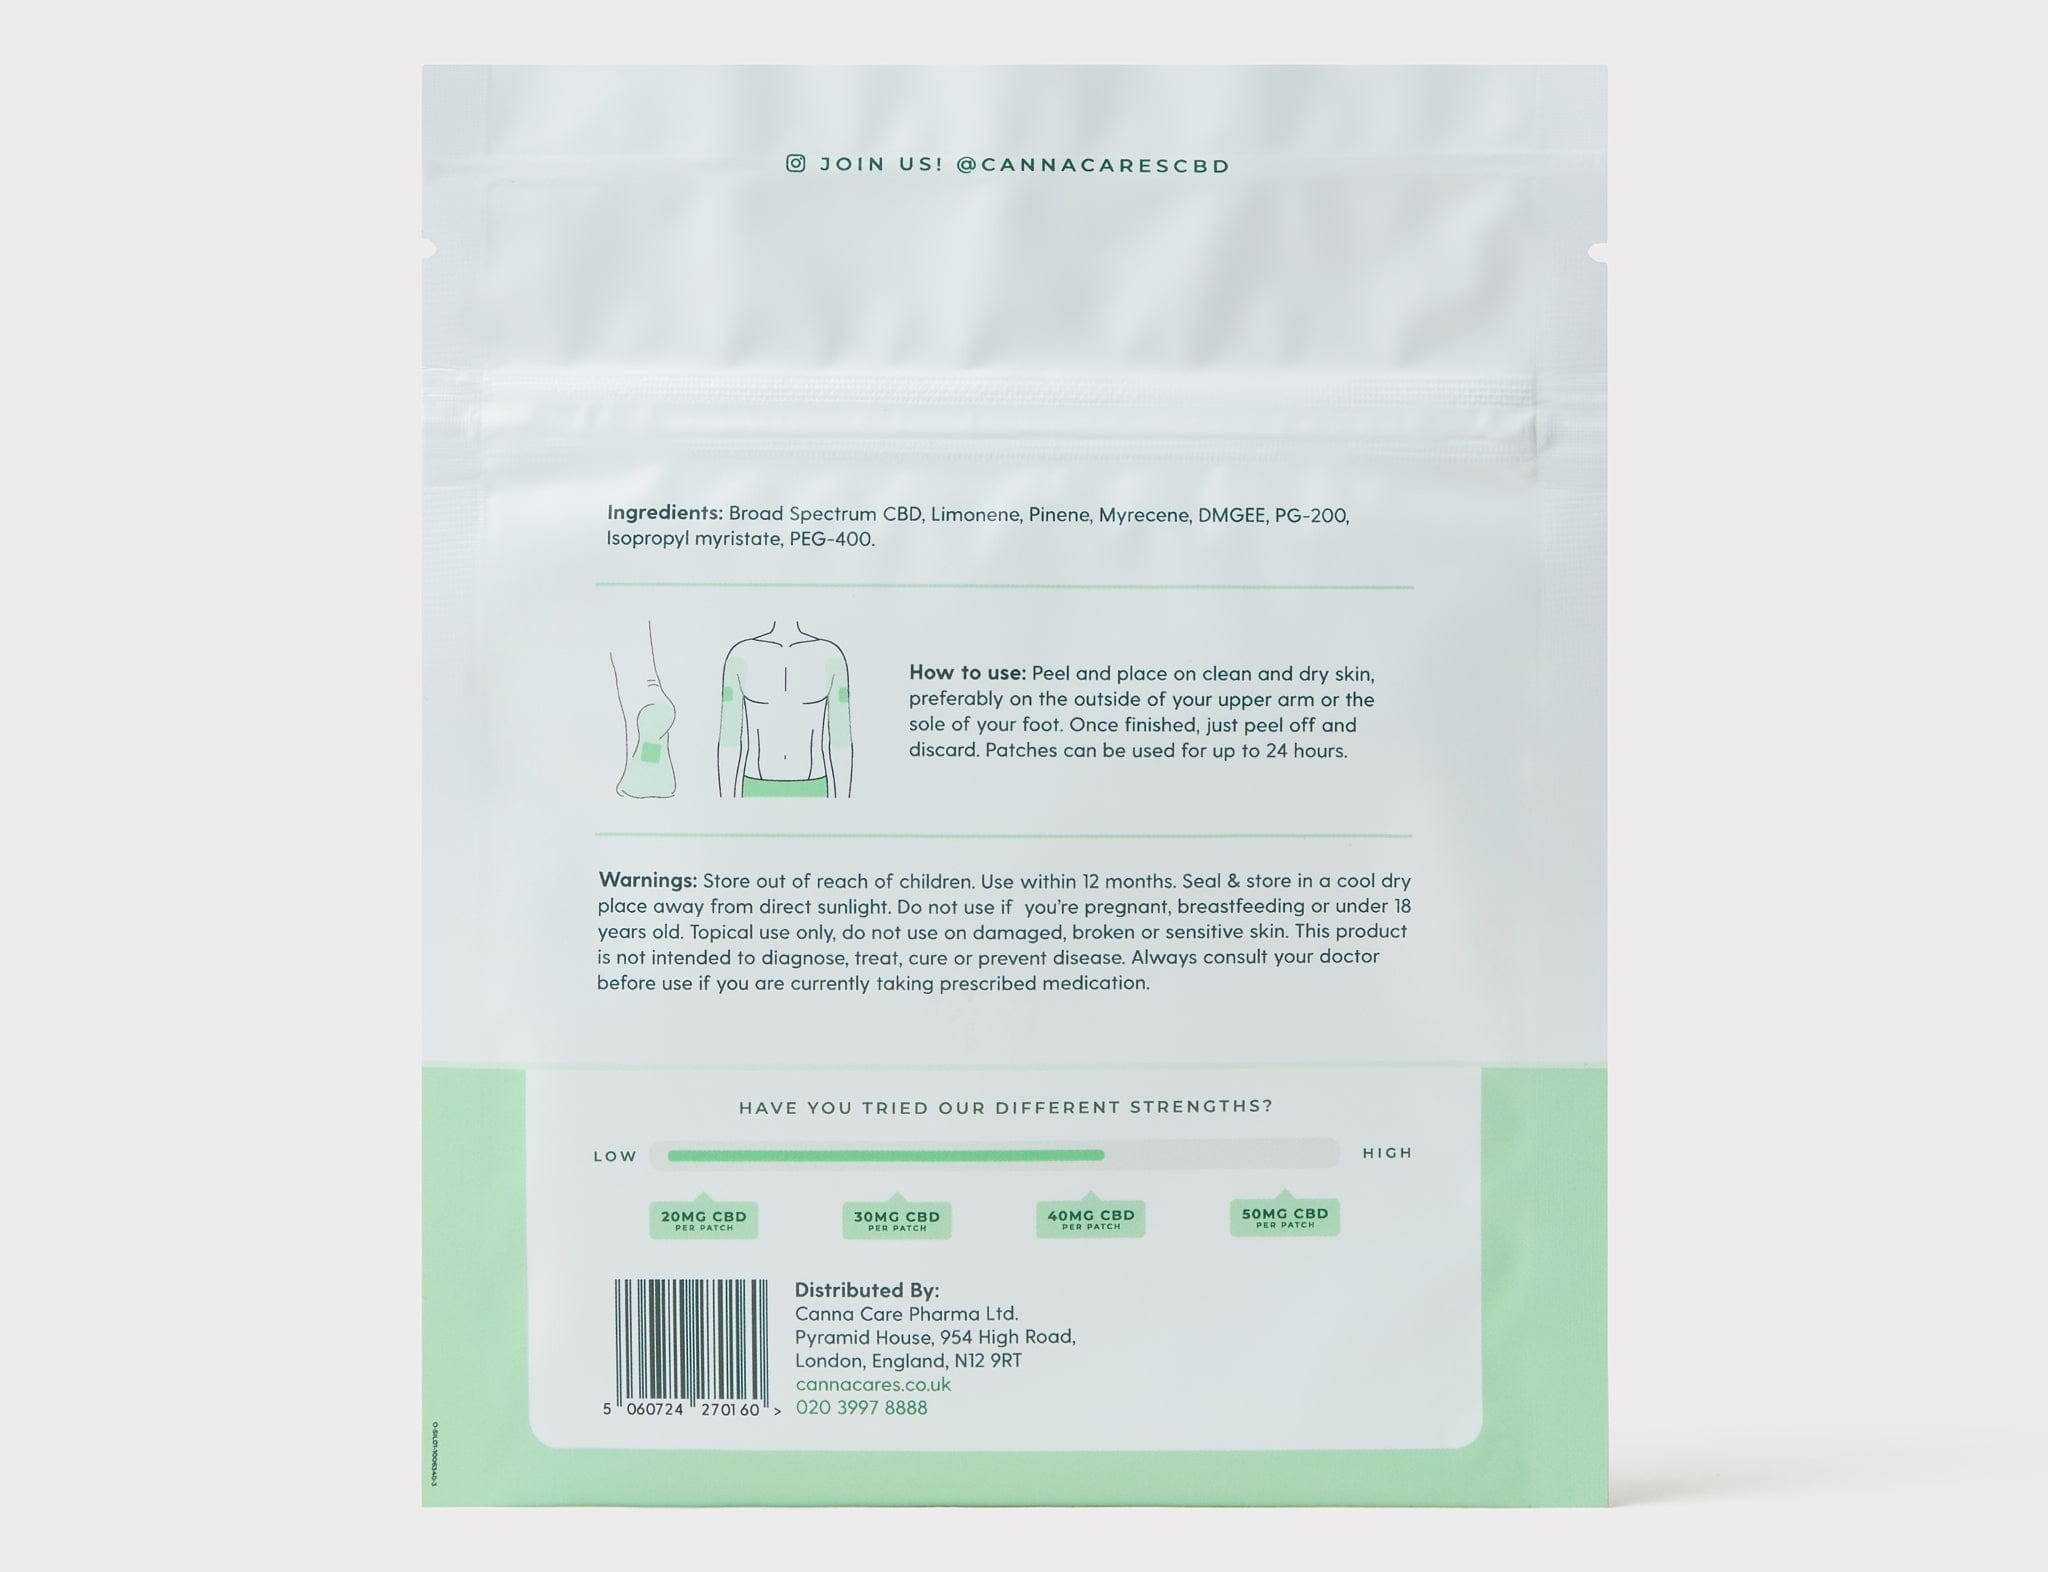 JOIN US! @CANNACARESCBD
Ingredients: Broad Spectrum CBD, Limonene, Pinene, Myrecene, DMGEE, PG-200,
Isopropyl myristate, PEG-400.
How to use: Peel and place on clean and dry skin,
preferably on the outside of your upper arm or the
sole of your foot. Once finished, just peel off and
discard. Patches can be used for up to 24 hours.
Warnings: Store out of reach of children. Use within 12 months. Seal & store in a cool dry
place away from direct sunlight. Do not use if you're pregnant, breastfeeding or under 18
years old. Topical use only, do not use on damaged, broken or sensitive skin. This product
is not intended to diagnose, treat, cure or prevent disease. Always consult your doctor
before use if you are currently taking prescribed medication.
HAVE YOU TRIED OUR DIFFERENT STRENGTHS?
LOW HIGH
20MG CBD 30MG CBD 40MG CBD 50MG CBD
PER PATCH PER PATCH PER PATCH PER PATCH
Distributed By:
Canna Care Pharma Ltd.
Pyramid House, 954 High Road,
London, England, N12 9RT
cannacares.co.uk
020 3997 8888
5 060724 270160 >